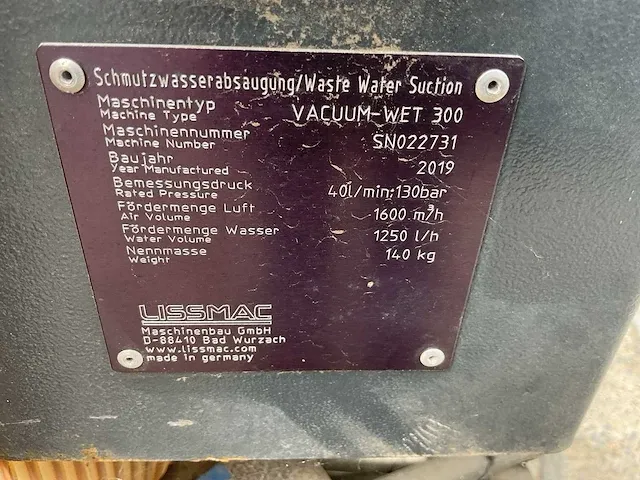 Schmutzwasserabsaugung/Waste Water Suction
Maschinentyp
Machine Type VACUUM-WET 300
Maschinennummer
Machine Number SN022731
Baujahr
Year Manufactured 2019
Bemessungsdruck
Rated Pressure 40l/min;130bar
Fördermenge Luft
Air Volume 1600 m³/h
Fördermenge Wasser
Water Volume 1250 l/h
Nennmasse
Weight 140 kg
LISSMAC
Maschinenbau GmbH
D-88410 Bad Wurzach
www.lissmac.com
made in germany